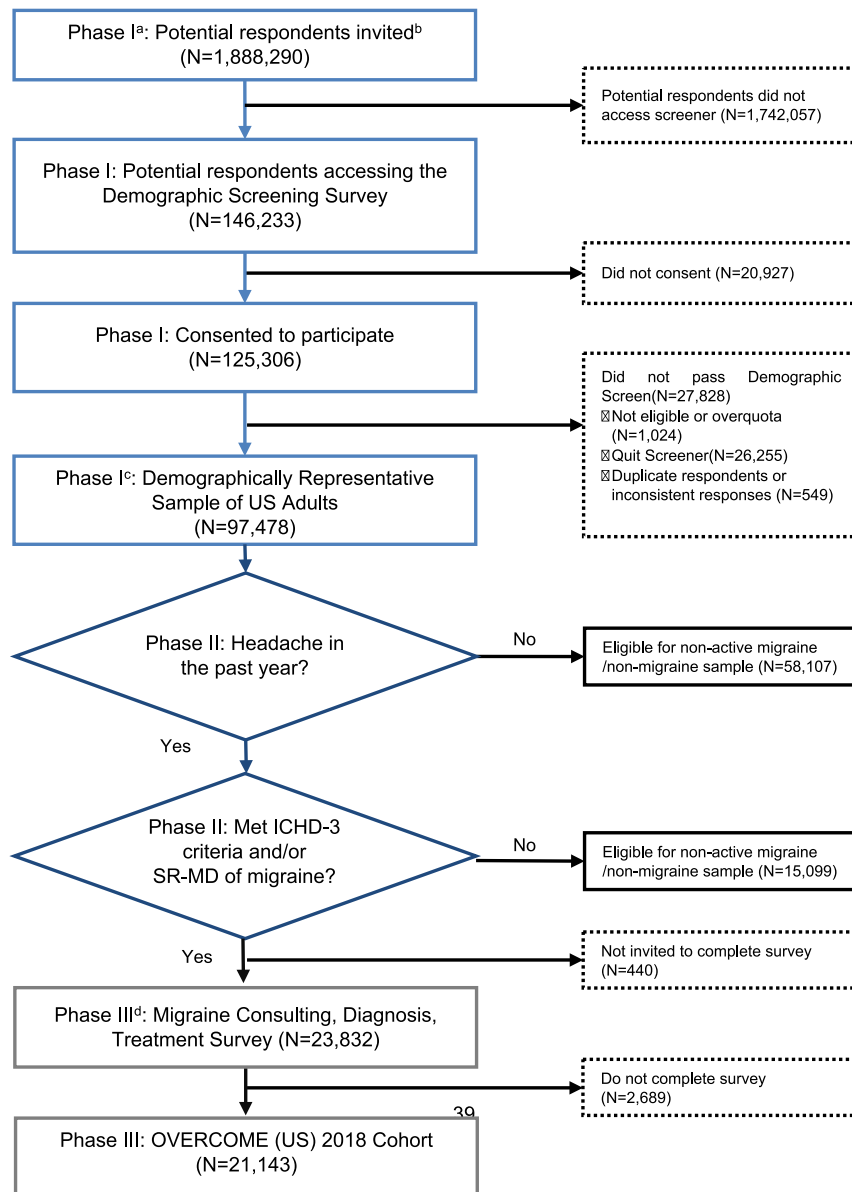 Phase Iᵃ: Potential respondents invitedᵇ
(N=1,888,290)
Potential respondents did not
access screener (N=1,742,057)
Phase I: Potential respondents accessing the
Demographic Screening Survey
(N=146,233)
Did not consent (N=20,927)
Phase I: Consented to participate
(N=125,306)
Did not pass Demographic
Screen(N=27,828)
Not eligible or overquota
(N=1,024)
Quit Screener(N=26,255)
Duplicate respondents or
inconsistent responses (N=549)
Phase Iᶜ: Demographically Representative
Sample of US Adults
(N=97,478)
Phase II: Headache in
the past year?
No
Eligible for non-active migraine
/non-migraine sample (N=58,107)
Yes
Phase II: Met ICHD-3
criteria and/or
SR-MD of migraine?
No
Eligible for non-active migraine
/non-migraine sample (N=15,099)
Yes
Not invited to complete survey
(N=440)
Phase IIIᵈ: Migraine Consulting, Diagnosis,
Treatment Survey (N=23,832)
Do not complete survey
(N=2,689)
39
Phase III: OVERCOME (US) 2018 Cohort
(N=21,143)